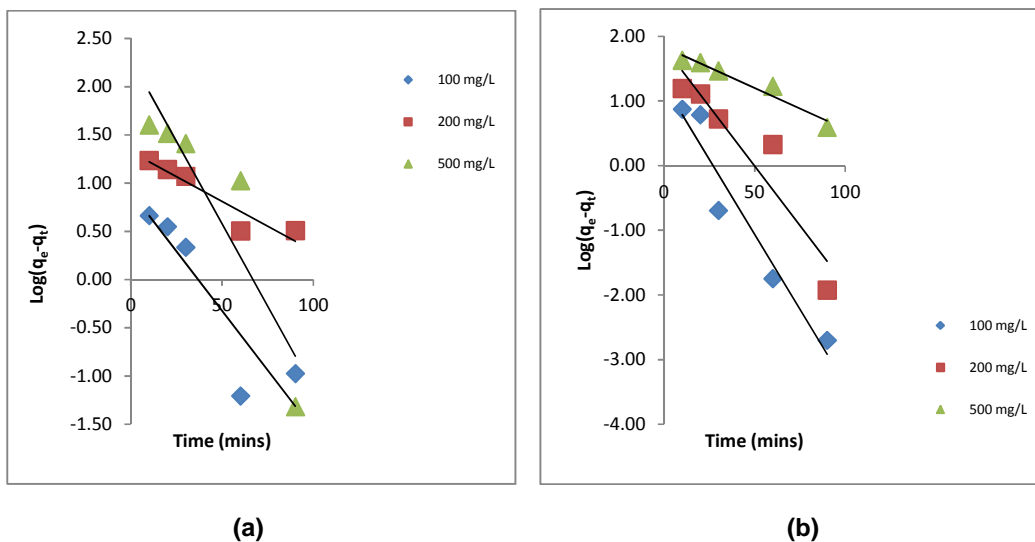 2.50
2.00
1.50
1.00
0.50
0.00
-0.50
-1.00
-1.50
0
50
100
Log(qe-qt)
Time (mins)
100 mg/L
200 mg/L
500 mg/L
(a)
2.00
1.00
0.00
-1.00
-2.00
-3.00
-4.00
0
50
100
Log(qe-qt)
Time (mins)
100 mg/L
200 mg/L
500 mg/L
(b)